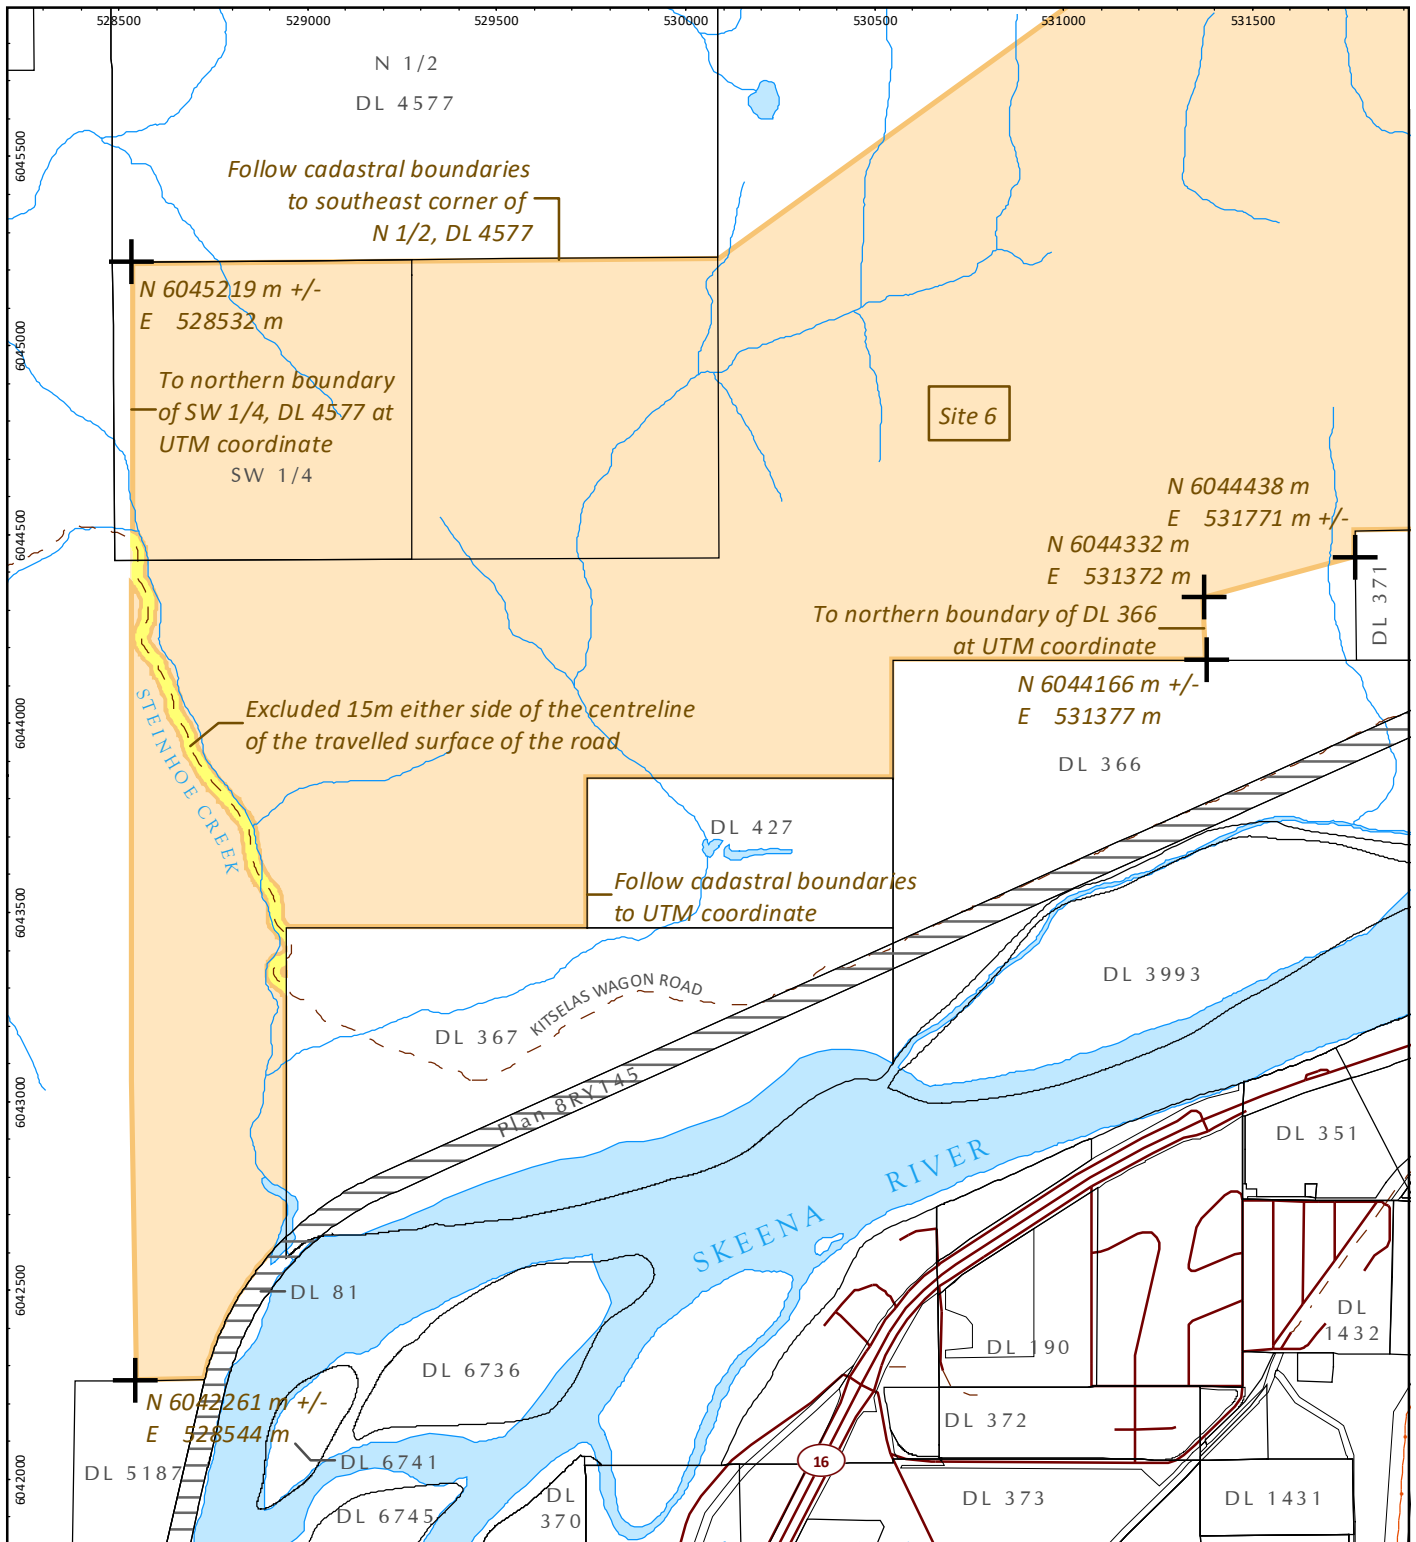 528500
529000
529500
530000
530500
531000
531500
6045500
6045000
6044500
6044000
6043500
6043000
6042500
6042000
N 1/2
DL 4577
Follow cadastral boundaries
to southeast corner of
N 1/2, DL 4577
N 6045219 m +/-
E 528532 m
To northern boundary
of SW 1/4, DL 4577 at
UTM coordinate
SW 1/4
Site 6
N 6044438 m
E 531771 m +/-
N 6044332 m
E 531372 m
To northern boundary of DL 366
at UTM coordinate
DL 371
N 6044166 m +/-
E 531377 m
DL 366
Excluded 15m either side of the centreline
of the travelled surface of the road
STEINHOE CREEK
DL 427
Follow cadastral boundaries
to UTM coordinate
DL 3993
KITSELAS WAGON ROAD
DL 367
Plan 8RY145
DL 351
SKEENA RIVER
DL 81
DL
1432
DL 190
DL 6736
N 6042261 m +/-
E 528544 m
DL 372
DL 6741
16
DL 5187
DL 373
DL 1431
DL
370
DL 6745